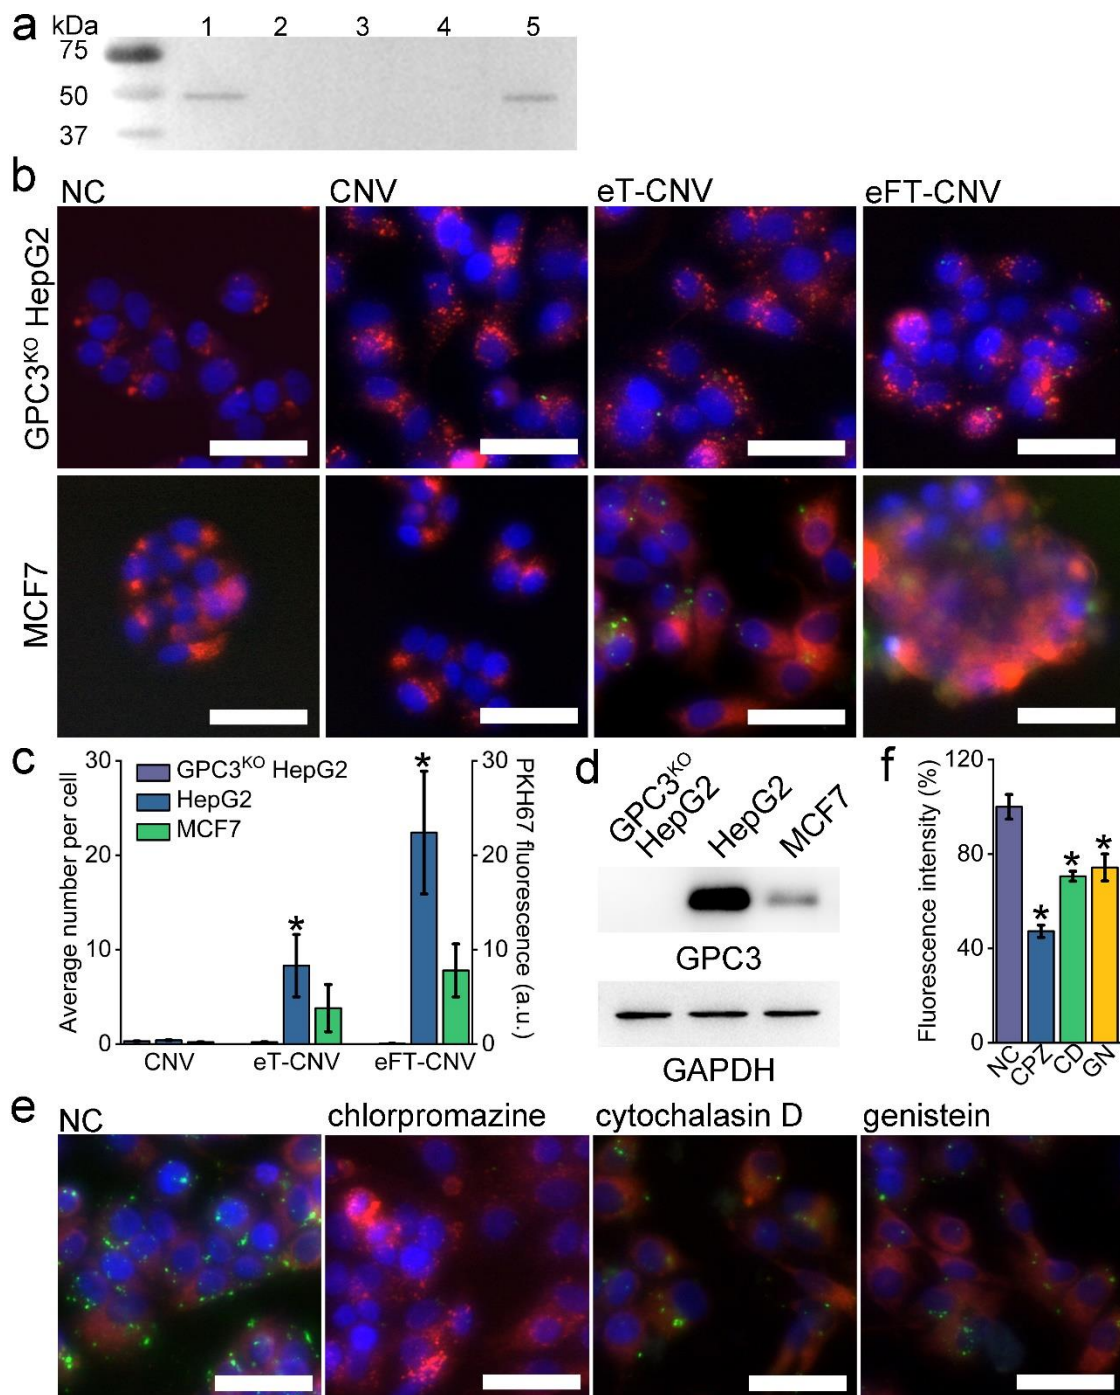 a kDa 1 2 3 4 5
75
50
37
b NC CNV eT-CNV eFT-CNV
GPC3KO HepG2
MCF7
c
Average number per cell
30
20
10
0
GPC3KO HepG2
HepG2
MCF7
* *
CNV eT-CNV eFT-CNV
30
20
10
0
PKH67 fluorescence (a.u.)
d
GPC3KO
HepG2
HepG2
MCF7
GPC3
GAPDH
f
Fluorescence intensity (%)
120
80
40
0
* * *
NC CPZ CD GN
e NC chlorpromazine cytochalasin D genistein